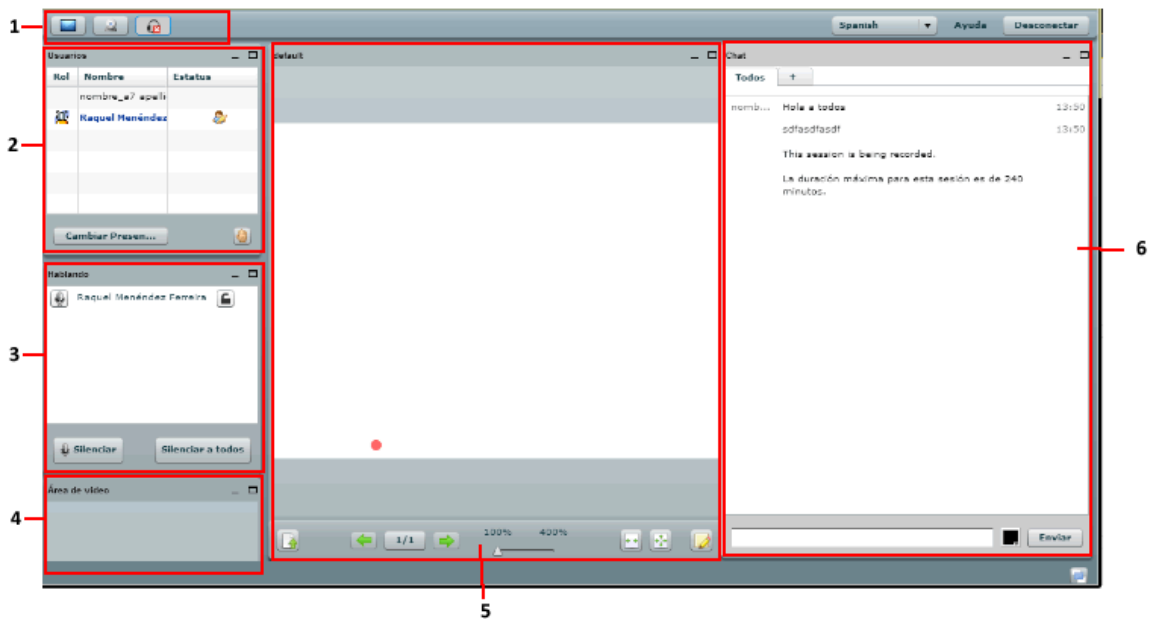 1
Spanish
Ayuda
Desconectar
Usuarios
Rol Nombre Estatus
nombre_a7 apelli
Raquel Menéndez
2
Cambiar Presen...
Hablando
Raquel Menéndez Ferreira
3
Silenciar
Silenciar a todos
Área de video
4
default
1/1
100% 400%
5
Chat
Todos +
nomb... Hola a todos 13:50
sdfasdfasdf 13:50
This session is being recorded.
La duración máxima para esta sesión es de 240
minutos.
6
Enviar